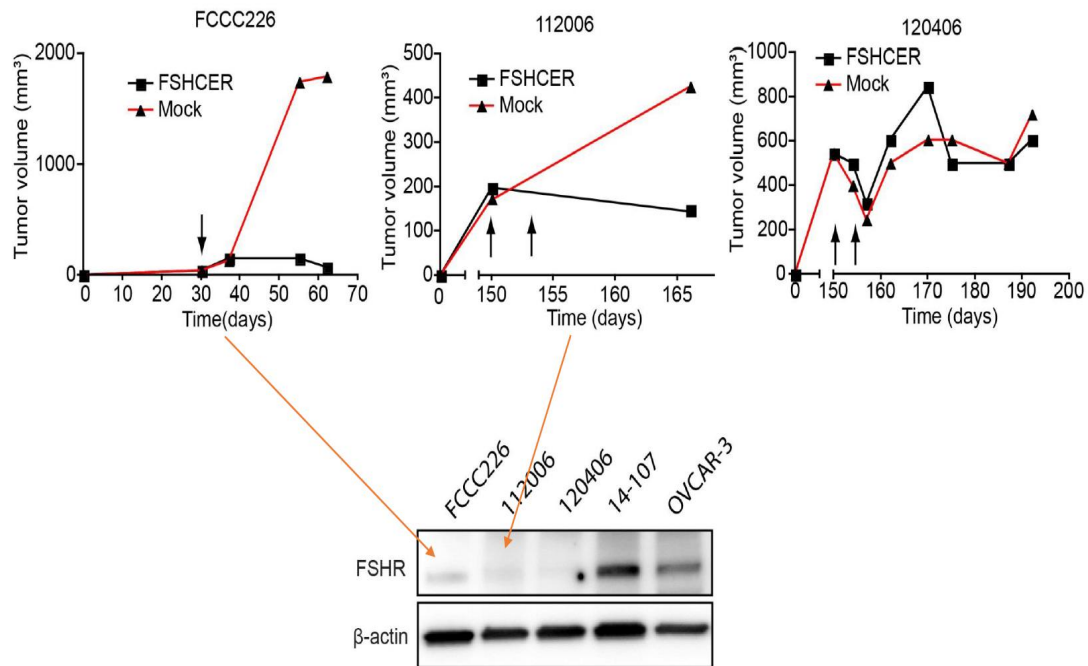 FCCC226
2000
1000
0
Tumor volume (mm³)
FSHCER
Mock
0 10 20 30 40 50 60 70
Time(days)
112006
500
400
300
200
100
0
Tumor volume (mm³)
FSHCER
Mock
0 150 155 160 165
Time (days)
120406
1000
800
600
400
200
0
Tumor volume (mm³)
FSHCER
Mock
0 150 160 170 180 190 200
Time (days)
FCCC226
112006
120406
14-107
OVCAR-3
FSHR
β-actin